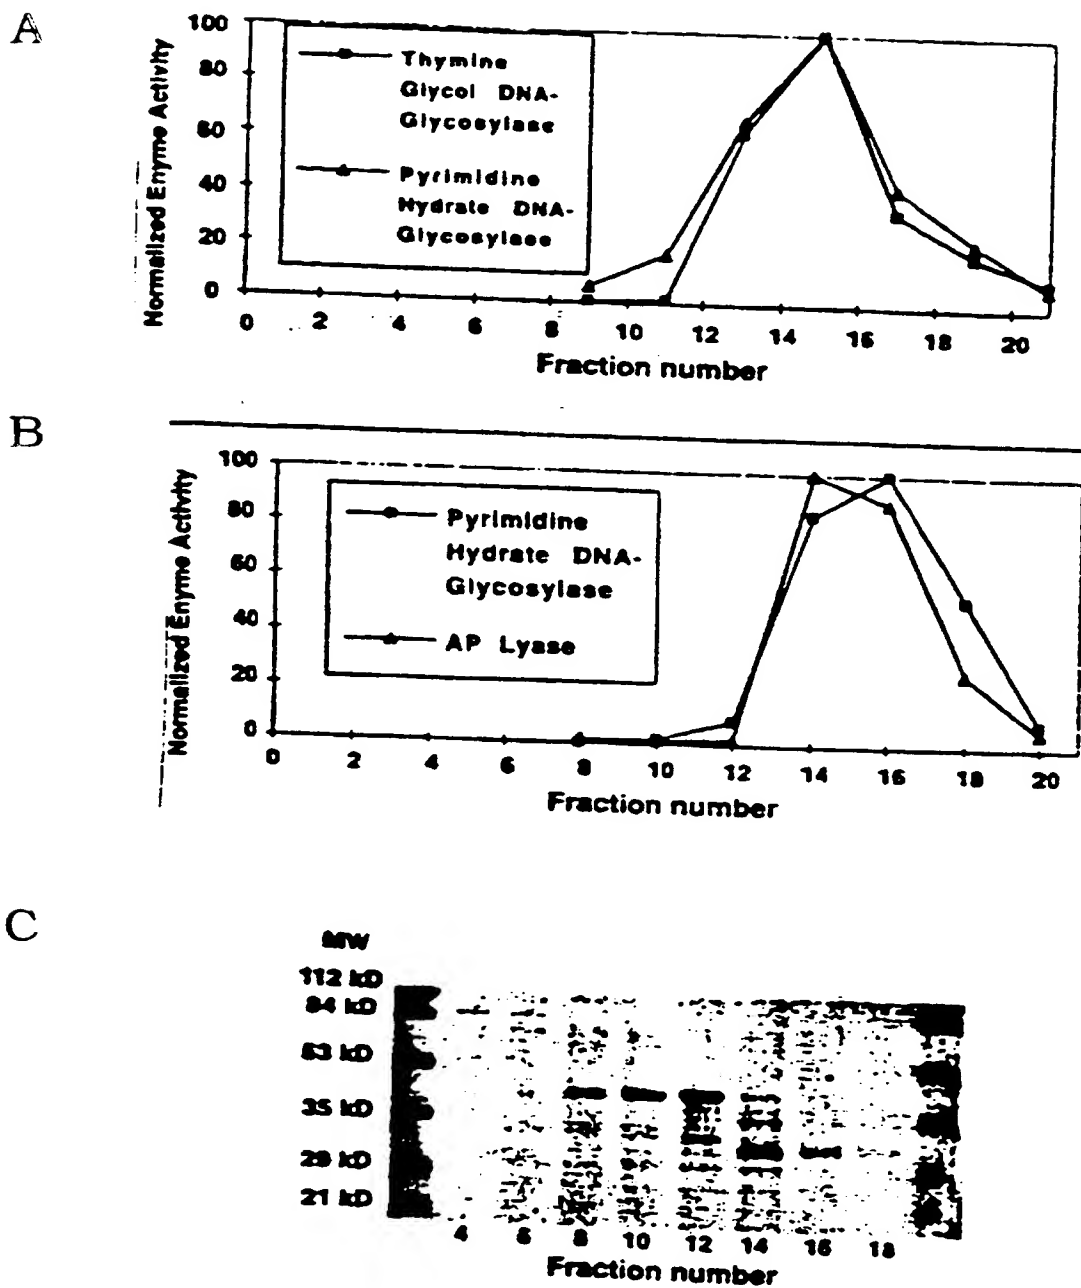 A
Normalized Enyme Activity
100
80
60
40
20
0
Thymine
Glycol DNA-
Glycosylase
Pyrimidine
Hydrate DNA-
Glycosylase
0 2 4 6 8 10 12 14 16 18 20
Fraction number
B
Normalized Enyme Activity
100
80
60
40
20
0
Pyrimidine
Hydrate DNA-
Glycosylase
AP Lyase
0 2 4 6 8 10 12 14 16 18 20
Fraction number
C
MW
112 kD
84 kD
53 kD
35 kD
29 kD
21 kD
4 6 8 10 12 14 16 18
Fraction number